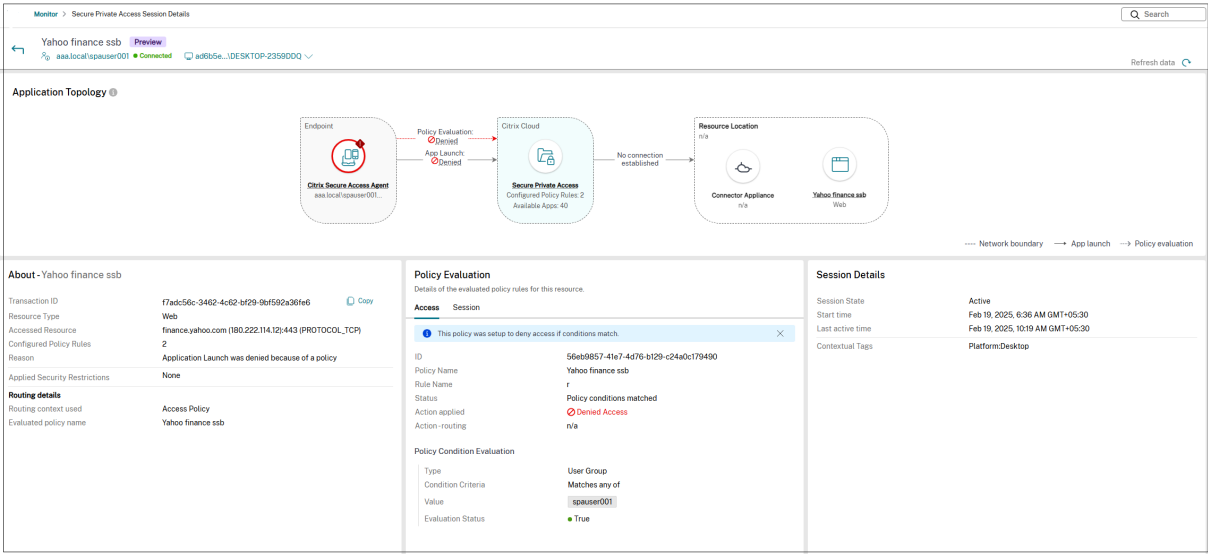 Monitor > Secure Private Access Session Details
Search
Yahoo finance ssb Preview
aaa.local\spauser001 Connected ad6b5e...\DESKTOP-2359DDQ
Refresh data
Application Topology
Endpoint
Citrix Secure Access Agent
aaa.local\spauser001...
Policy Evaluation:
Denied
App Launch:
Denied
Citrix Cloud
Secure Private Access
Configured Policy Rules: 2
Available Apps: 40
No connection
established
Resource Location
n/a
Connector Appliance
n/a
Yahoo finance ssb
Web
Network boundary App launch Policy evaluation
About - Yahoo finance ssb
Transaction ID f7adc56c-3462-4c62-bf29-9bf592a36fe6 Copy
Resource Type Web
Accessed Resource finance.yahoo.com (180.222.114.12):443 (PROTOCOL_TCP)
Configured Policy Rules 2
Reason Application Launch was denied because of a policy
Applied Security Restrictions None
Routing details
Routing context used Access Policy
Evaluated policy name Yahoo finance ssb
Policy Evaluation
Details of the evaluated policy rules for this resource.
Access Session
This policy was setup to deny access if conditions match.
ID 56eb9857-41e7-4d76-b129-c24a0c179490
Policy Name Yahoo finance ssb
Rule Name r
Status Policy conditions matched
Action applied Denied Access
Action-routing n/a
Policy Condition Evaluation
Type User Group
Condition Criteria Matches any of
Value spauser001
Evaluation Status True
Session Details
Session State Active
Start time Feb 19, 2025, 6:36 AM GMT+05:30
Last active time Feb 19, 2025, 10:19 AM GMT+05:30
Contextual Tags Platform:Desktop